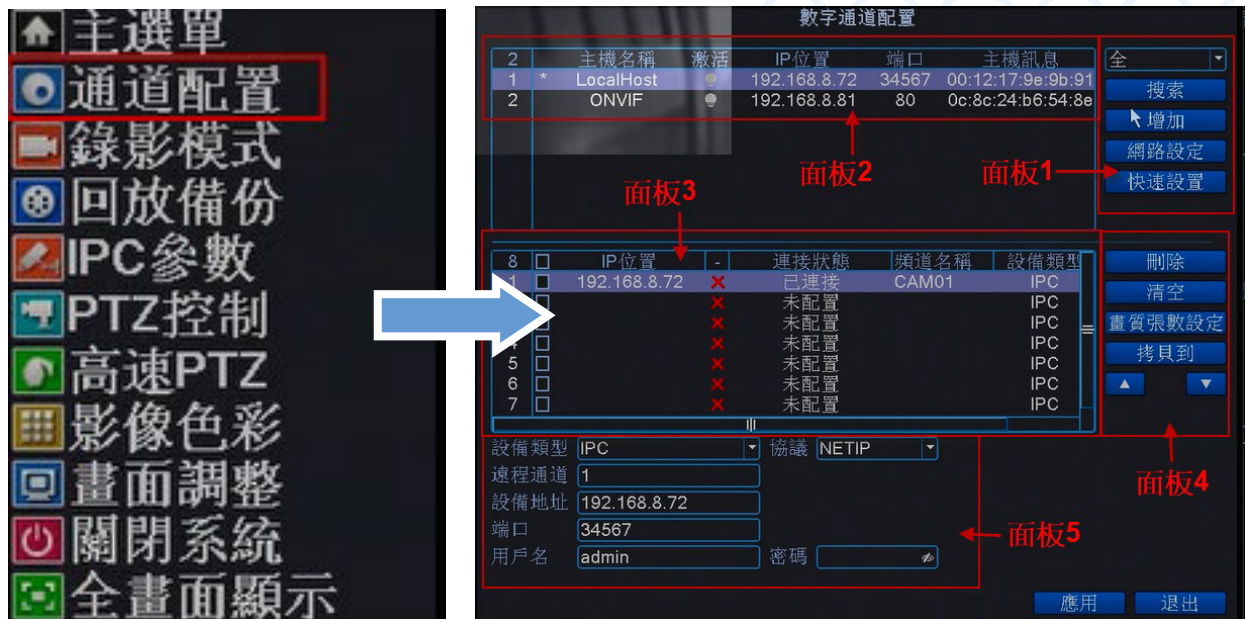 主選單
通道配置
錄影模式
回放備份
IPC參數
PTZ控制
高速PTZ
影像色彩
畫面調整
關閉系統
全畫面顯示
數字通道配置
2 主機名稱 激活 IP位置 端口 主機訊息
1 * LocalHost 192.168.8.72 34567 00:12:17:9e:9b:91
2 ONVIF 192.168.8.81 80 0c:8c:24:b6:54:8e
全
搜索
增加
網路設定
快速設置
面板1
面板2
面板3
8 IP位置 - 連接狀態 頻道名稱 設備類型
1 192.168.8.72 已連接 CAM01 IPC
未配置 IPC
未配置 IPC
4 未配置 IPC
5 未配置 IPC
6 未配置 IPC
7 未配置 IPC
刪除
清空
畫質張數設定
拷貝到
面板4
設備類型 IPC 協議 NETIP
遠程通道 1
設備地址 192.168.8.72
端口 34567
用戶名 admin 密碼
面板5
應用 退出